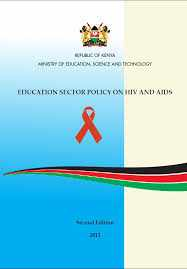 REPUBLIC OF KENYA
MINISTRY OF EDUCATION, SCIENCE AND TECHNOLOGY
EDUCATION SECTOR POLICY ON HIV AND AIDS
Second Edition
2013